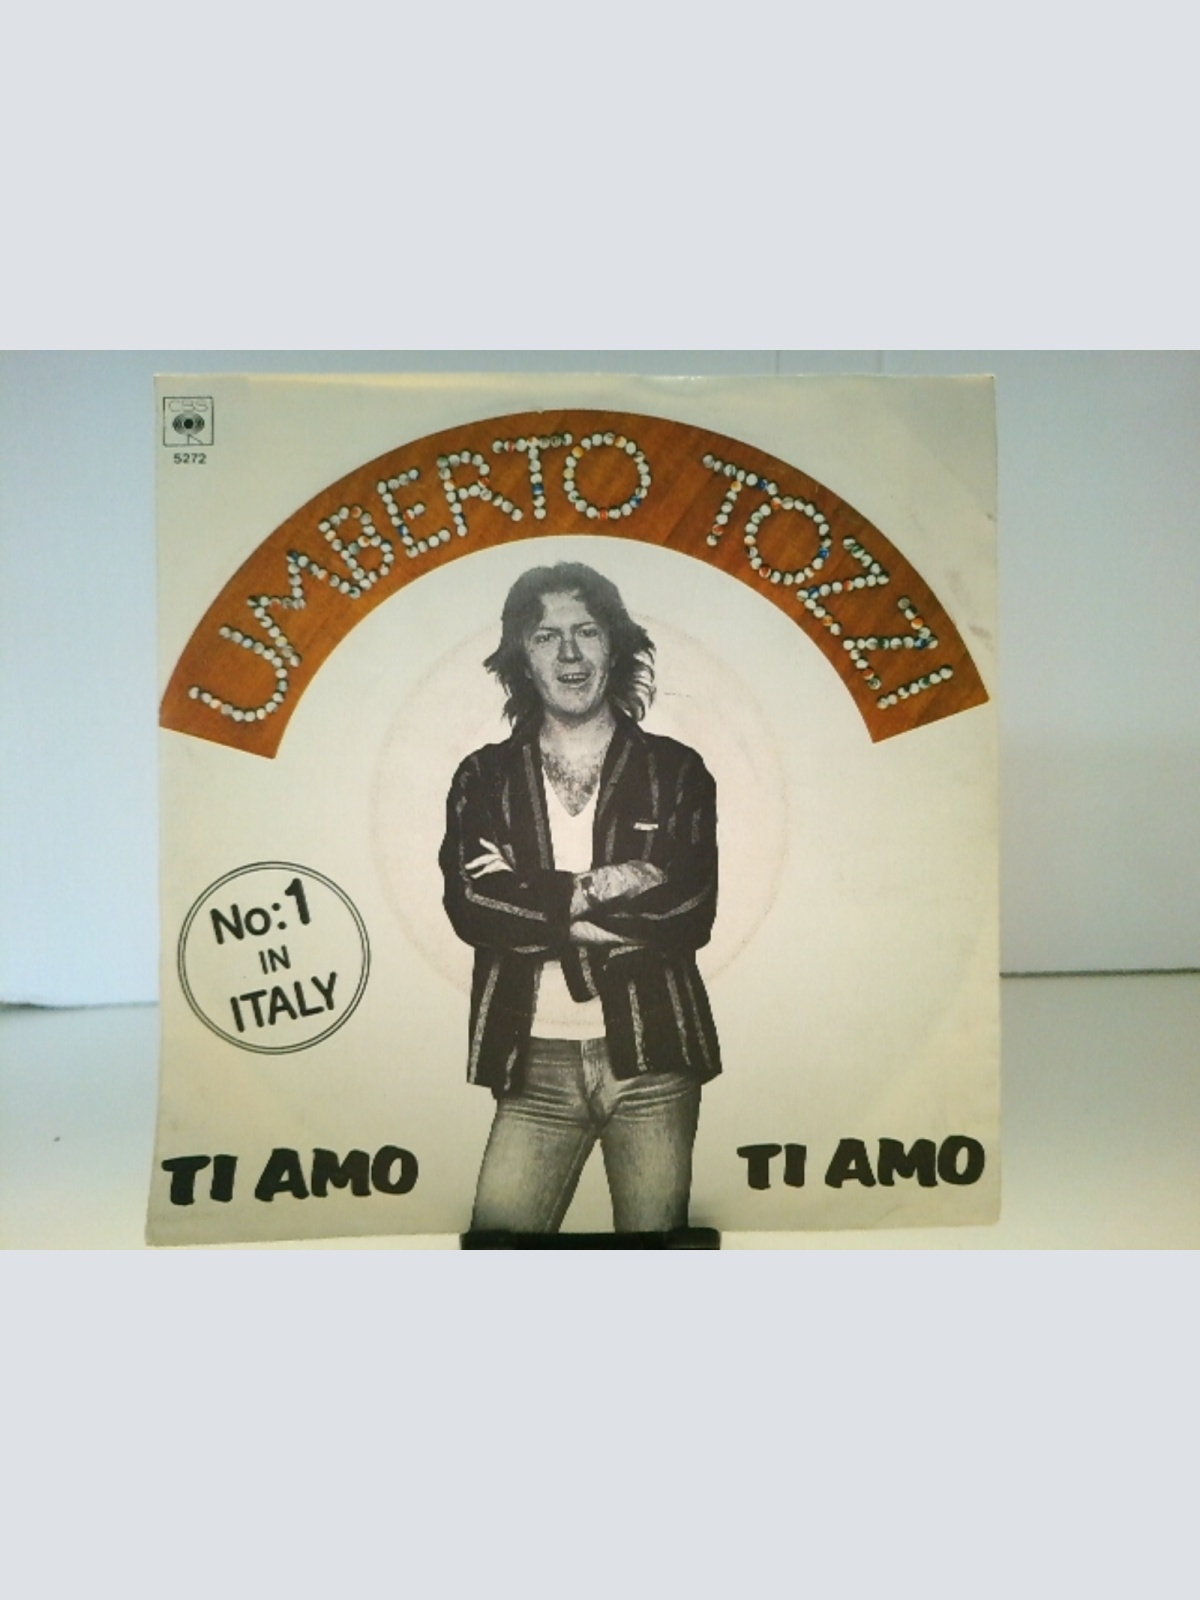 CBS
5272
UMBERTO TOZZI
No:1
IN
ITALY
TI AMO
TI AMO